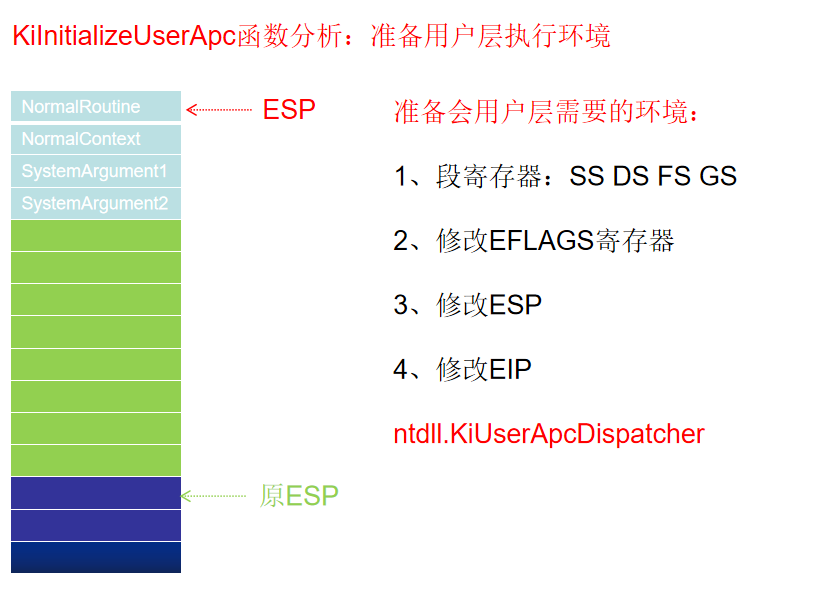 KiInitializeUserApc函数分析：准备用户层执行环境
NormalRoutine
NormalContext
SystemArgument1
SystemArgument2
ESP
原ESP
准备会用户层需要的环境：
1、段寄存器：SS DS FS GS
2、修改EFLAGS寄存器
3、修改ESP
4、修改EIP
ntdll.KiUserApcDispatcher